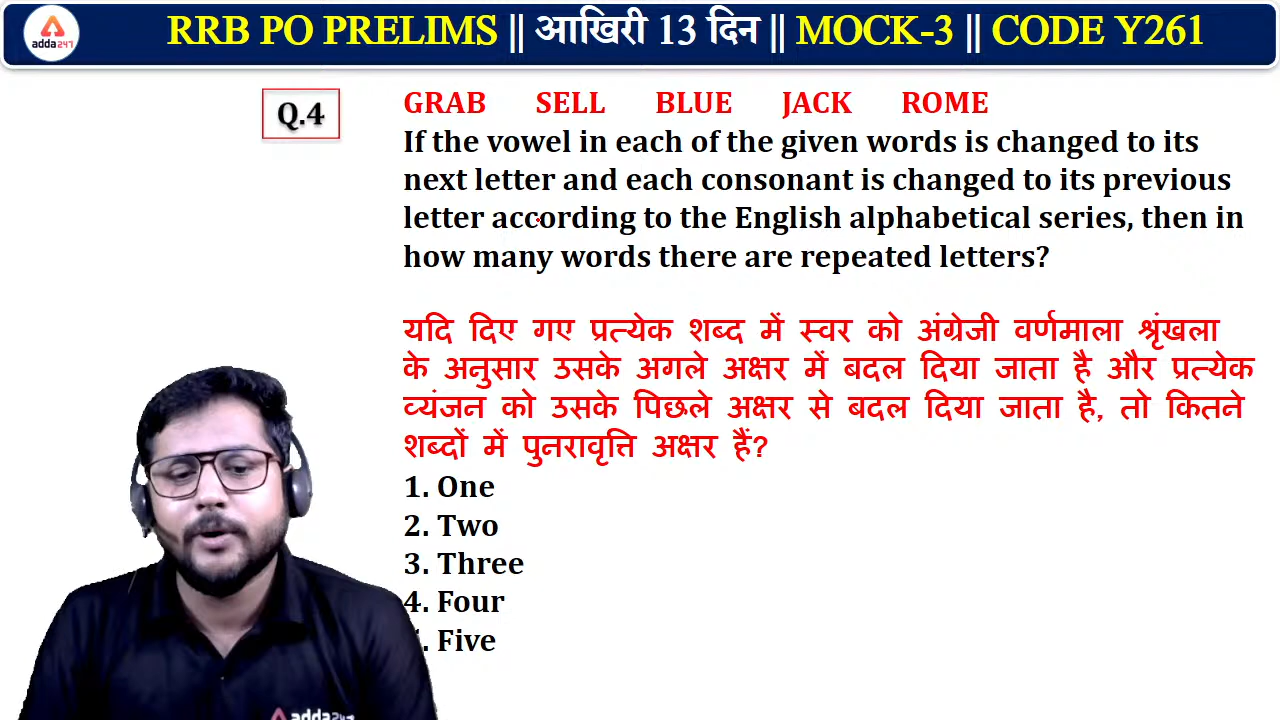 RRB PO PRELIMS || आखिरी 13 दिन || MOCK-3 || CODE Y261
adda247
Q.4
GRAB SELL BLUE JACK ROME
If the vowel in each of the given words is changed to its
next letter and each consonant is changed to its previous
letter according to the English alphabetical series, then in
how many words there are repeated letters?
यदि दिए गए प्रत्येक शब्द में स्वर को अंग्रेजी वर्णमाला श्रृंखला
के अनुसार उसके अगले अक्षर में बदल दिया जाता है और प्रत्येक
व्यंजन को उसके पिछले अक्षर से बदल दिया जाता है, तो कितने
शब्दों में पुनरावृत्ति अक्षर हैं?
1. One
2. Two
3. Three
4. Four
. Five
adda247